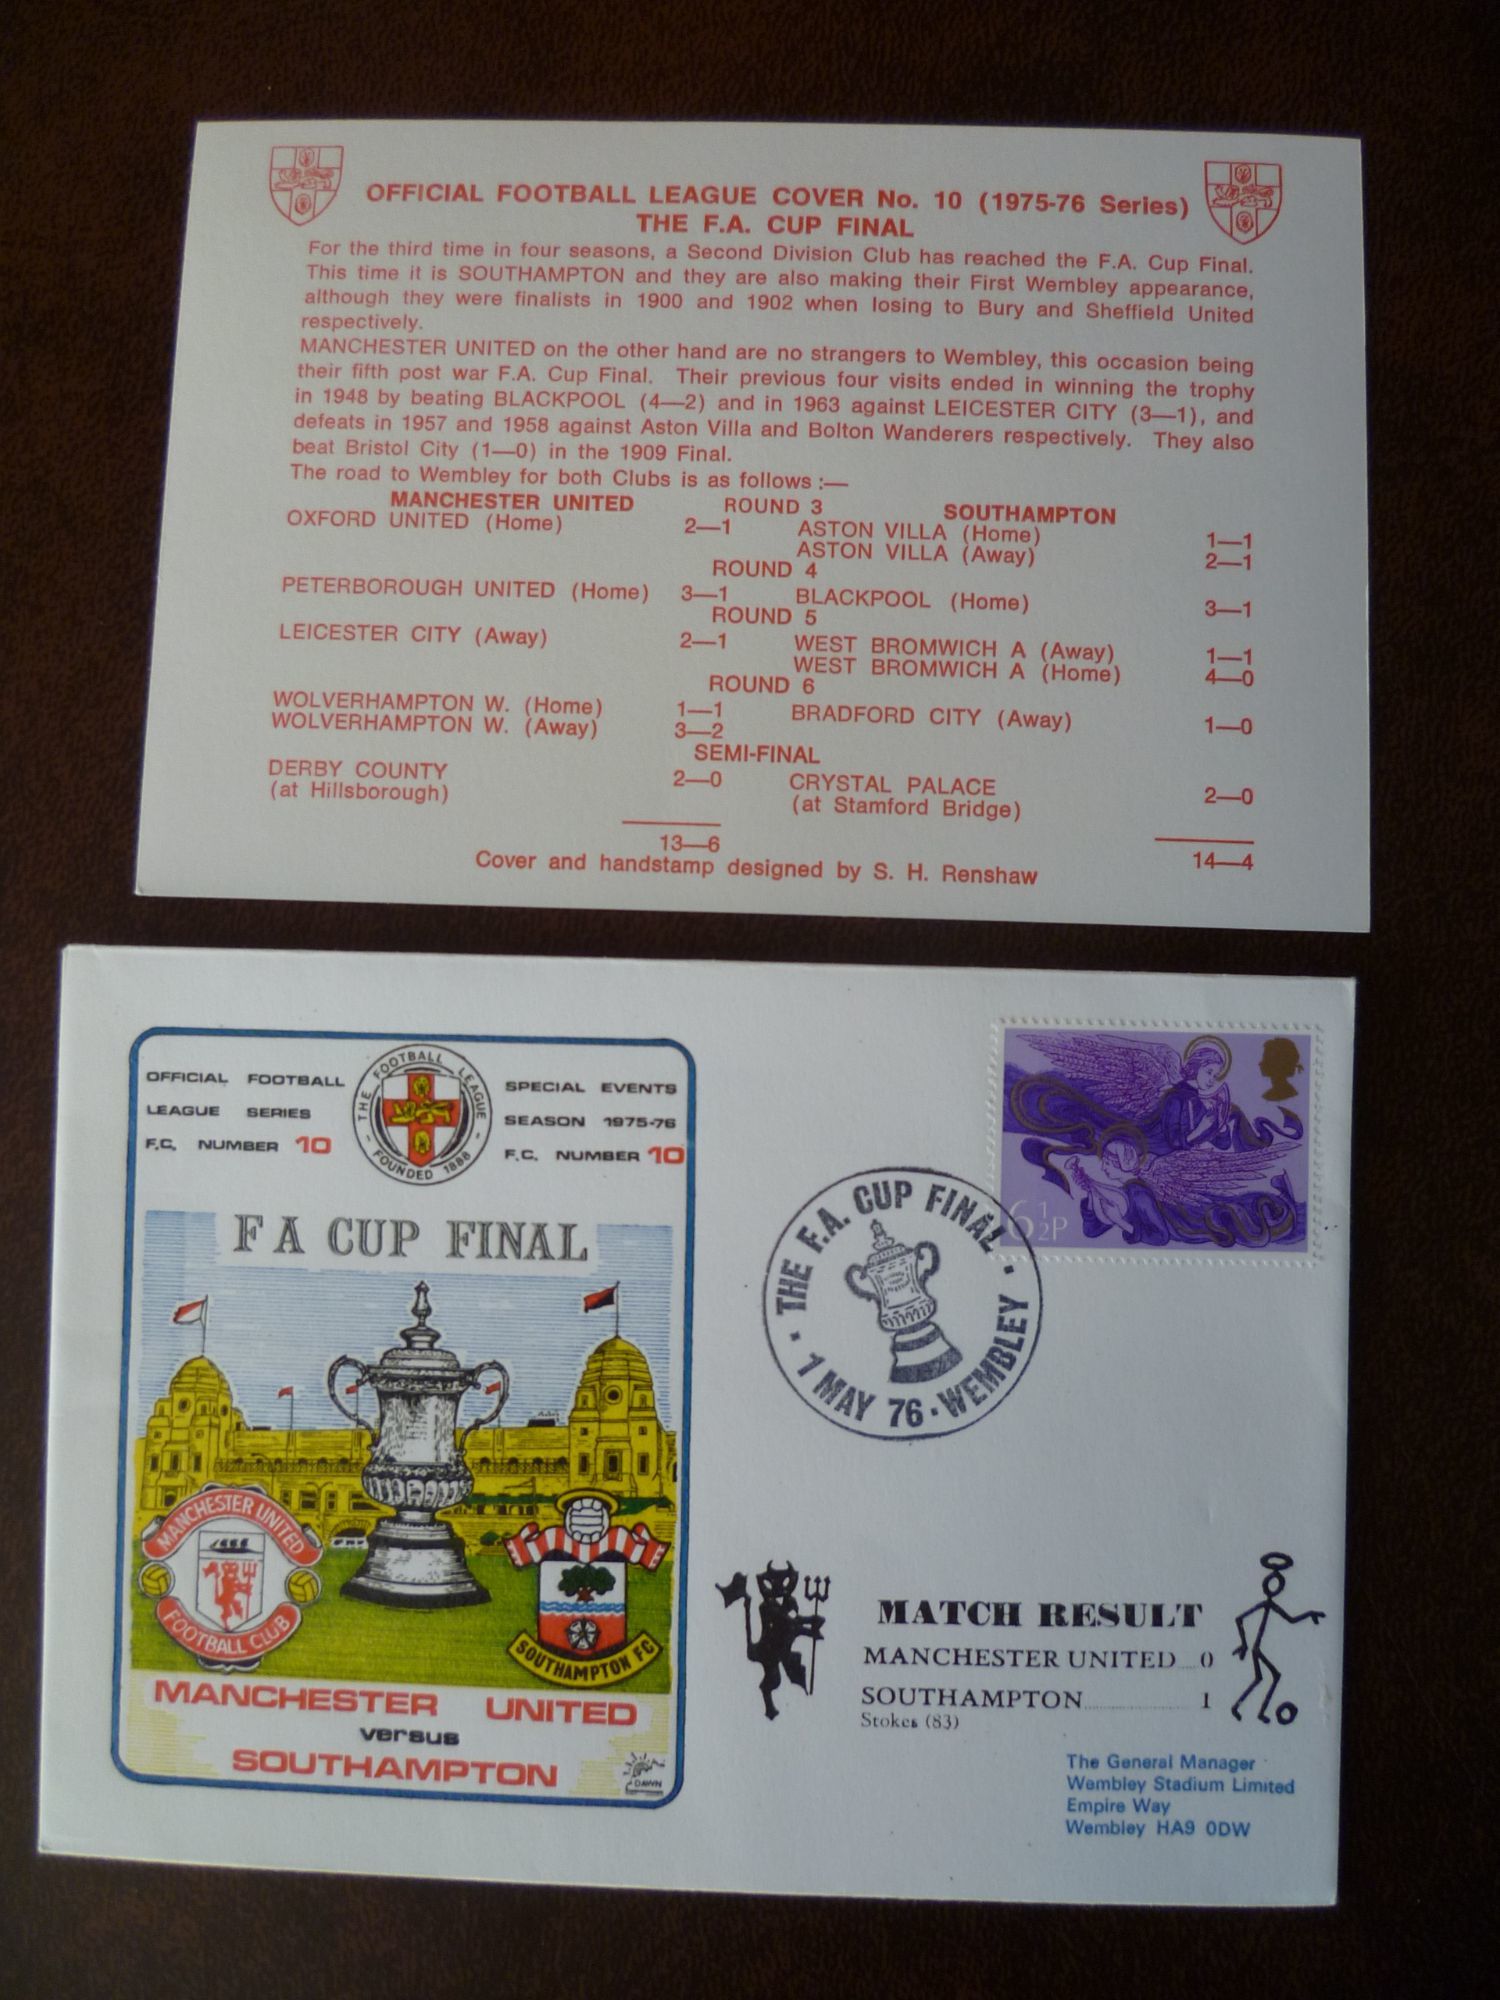 OFFICIAL FOOTBALL LEAGUE COVER No. 10 (1975-76 Series)
THE F.A. CUP FINAL
For the third time in four seasons, a Second Division Club has reached the F.A. Cup Final.
This time it is SOUTHAMPTON and they are also making their First Wembley appearance,
although they were finalists in 1900 and 1902 when losing to Bury and Sheffield United
respectively.
MANCHESTER UNITED on the other hand are no strangers to Wembley, this occasion being
their fifth post war F.A. Cup Final. Their previous four visits ended in winning the trophy
in 1948 by beating BLACKPOOL (4—2) and in 1963 against LEICESTER CITY (3—1), and
defeats in 1957 and 1958 against Aston Villa and Bolton Wanderers respectively. They also
beat Bristol City (1—0) in the 1909 Final.
The road to Wembley for both Clubs is as follows :—
MANCHESTER UNITED ROUND 3 SOUTHAMPTON
OXFORD UNITED (Home) 2—1 ASTON VILLA (Home) 1—1
ASTON VILLA (Away) 2—1
ROUND 4
PETERBOROUGH UNITED (Home) 3—1 BLACKPOOL (Home) 3—1
ROUND 5
LEICESTER CITY (Away) 2—1 WEST BROMWICH A (Away) 1—1
WEST BROMWICH A (Home) 4—0
ROUND 6
WOLVERHAMPTON W. (Home) 1—1 BRADFORD CITY (Away) 1—0
WOLVERHAMPTON W. (Away) 3—2
SEMI-FINAL
DERBY COUNTY 2—0 CRYSTAL PALACE 2—0
(at Hillsborough) (at Stamford Bridge)
13—6 14—4
Cover and handstamp designed by S. H. Renshaw
OFFICIAL FOOTBALL
LEAGUE SERIES
F.C. NUMBER 10
THE FOOTBALL LEAGUE
FOUNDED 1888
SPECIAL EVENTS
SEASON 1975-76
F.C. NUMBER 10
F A CUP FINAL
MANCHESTER UNITED
FOOTBALL CLUB
SOUTHAMPTON FC
MANCHESTER UNITED
versus
SOUTHAMPTON
DAWN
6½P
THE F.A. CUP FINAL
1 MAY 76 · WEMBLEY
MATCH RESULT
MANCHESTER UNITED 0
SOUTHAMPTON 1
Stokes (83)
The General Manager
Wembley Stadium Limited
Empire Way
Wembley HA9 0DW